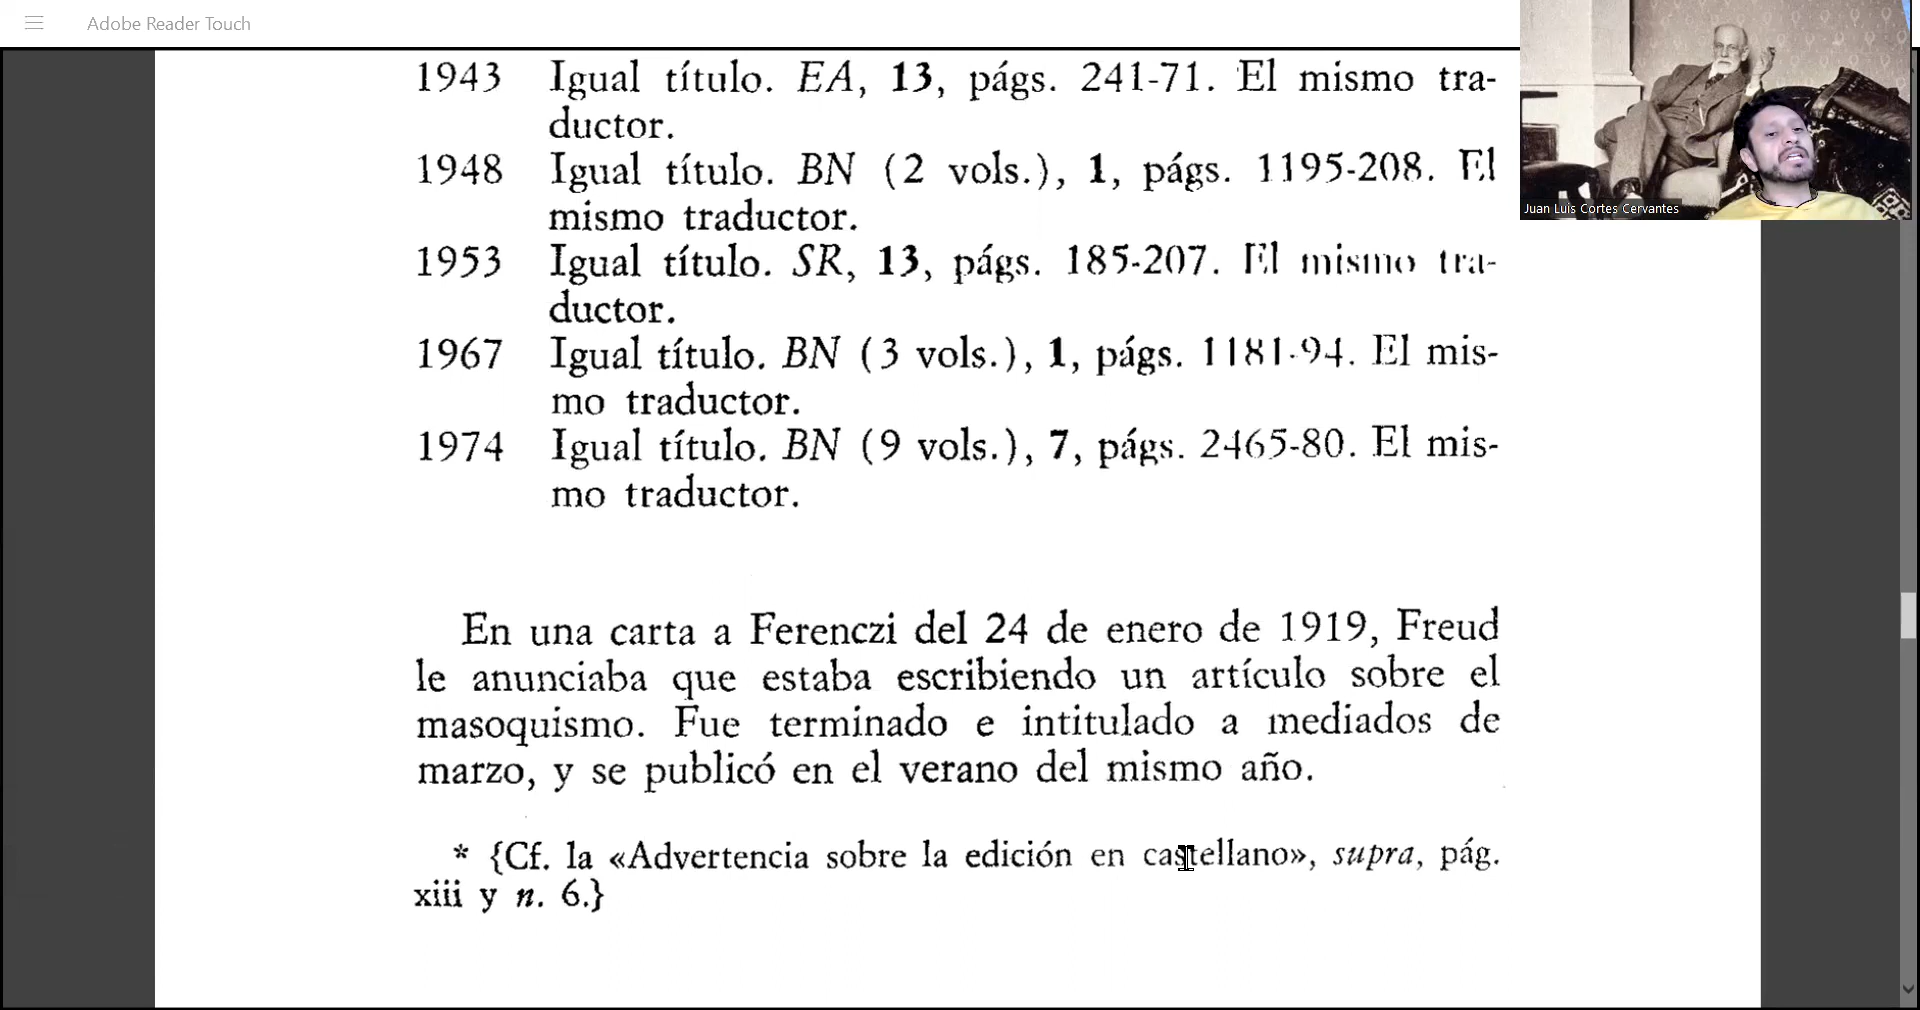 Adobe Reader Touch
1943 Igual título. EA, 13, págs. 241-71. El mismo tra-
ductor.
1948 Igual título. BN (2 vols.), 1, págs. 1195-208. El
mismo traductor.
1953 Igual título. SR, 13, págs. 185-207. El mismo tra-
ductor.
1967 Igual título. BN (3 vols.), 1, págs. 1181-94. El mis-
mo traductor.
1974 Igual título. BN (9 vols.), 7, págs. 2465-80. El mis-
mo traductor.
En una carta a Ferenczi del 24 de enero de 1919, Freud
le anunciaba que estaba escribiendo un artículo sobre el
masoquismo. Fue terminado e intitulado a mediados de
marzo, y se publicó en el verano del mismo año.
* {Cf. la «Advertencia sobre la edición en castellano», supra, pág.
xiii y n. 6.}
Juan Luis Cortes Cervantes